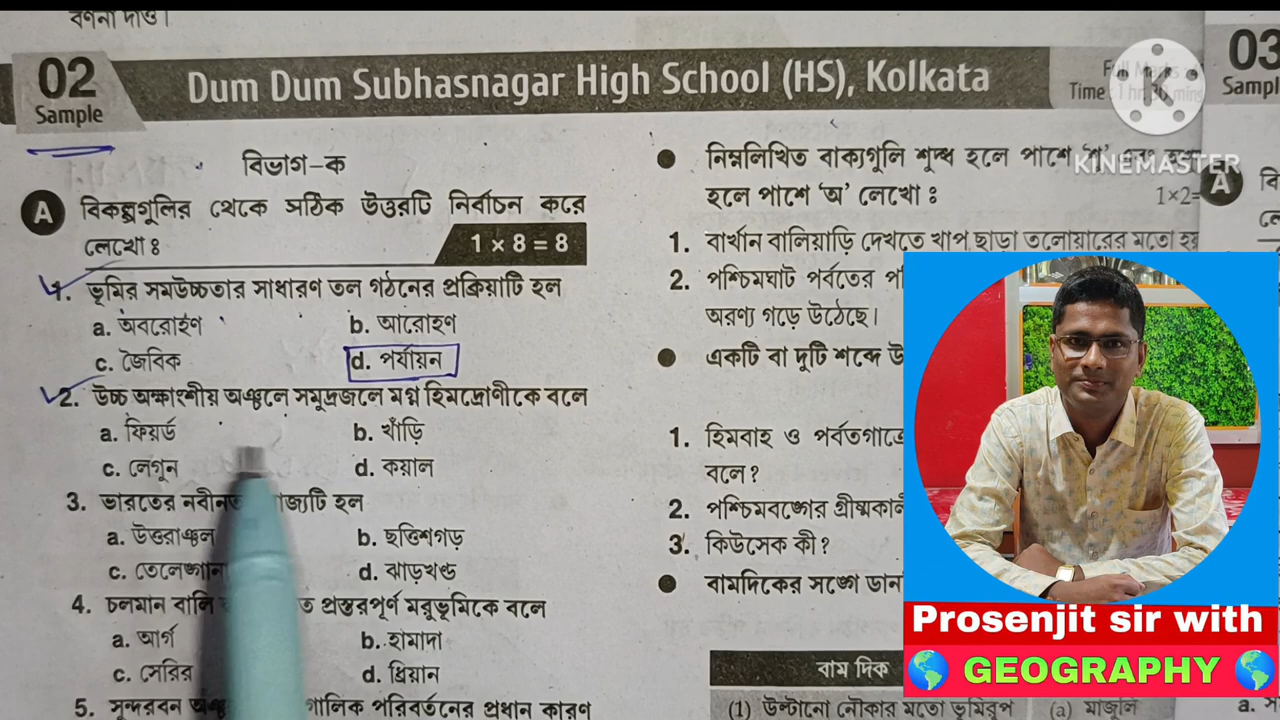 বর্ণনা দাও।
02
Sample
Dum Dum Subhasnagar High School (HS), Kolkata
Time : 1 hr 30 mins
03
KINEMASTER
বিভাগ-ক
A বিকল্পগুলির থেকে সঠিক উত্তরটি নির্বাচন করে
লেখো ঃ
1 × 8 = 8
1. ভূমির সমউচ্চতার সাধারণ তল গঠনের প্রক্রিয়াটি হল
a. অবরোহণ b. আরোহণ
c. জৈবিক d. পর্যায়ন
2. উচ্চ অক্ষাংশীয় অঞ্চলে সমুদ্রজলে মগ্ন হিমদ্রোণীকে বলে
a. ফিয়র্ড b. খাঁড়ি
c. লেগুন d. কয়াল
3. ভারতের
হল
a. উত্তরাঞ্চল b. ছত্তিশগড়
c. d. ঝাড়খণ্ড
4. চলমান বালি
প্রস্তরপূর্ণ মরুভূমিকে বলে
a. আর্গ b. হামাদা
c. সেরির d. থ্রিয়ান
5. সুন্দরবন
পরিবর্তনের প্রধান কারণ
● নিম্নলিখিত বাক্যগুলি শুদ্ধ হলে পাশে
হলে পাশে 'অ' লেখো ঃ
1×2=
1. বার্খান বালিয়াড়ি দেখতে খাপ ছাড়া তলোয়ারের মতো হয়
2. পশ্চিমঘাট পর্বতের
অরণ্য গড়ে উঠেছে।
● একটি বা দুটি শব্দে
1. হিমবাহ ও পর্বতগাত্রে
বলে?
2. পশ্চিমবঙ্গের
3. কিউসেক কী?
● বামদিকের সঙ্গে
বাম দিক
(1) উল্টানো নৌকার মতো ভূমিরূপ (a) মাজুলি
A
a.
Prosenjit sir with
GEOGRAPHY